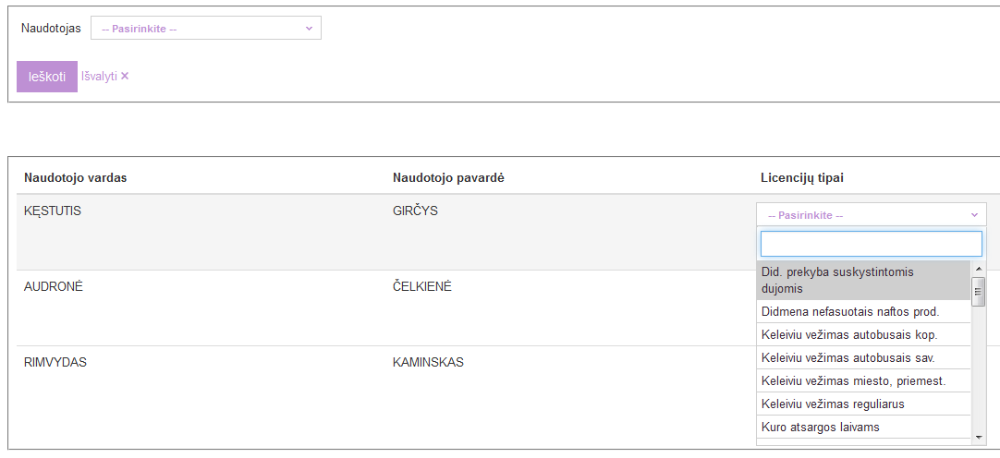 Naudotojas -- Pasirinkite --
Ieškoti Išvalyti ×
Naudotojo vardas Naudotojo pavardė Licencijų tipai
KĘSTUTIS GIRČYS -- Pasirinkite --
Did. prekyba suskystintomis
dujomis
AUDRONĖ ČELKIENĖ
Didmena nefasuotais naftos prod.
Keleiviu vežimas autobusais kop.
Keleiviu vežimas autobusais sav.
RIMVYDAS KAMINSKAS
Keleiviu vežimas miesto, priemest.
Keleiviu vežimas reguliarus
Kuro atsargos laivams